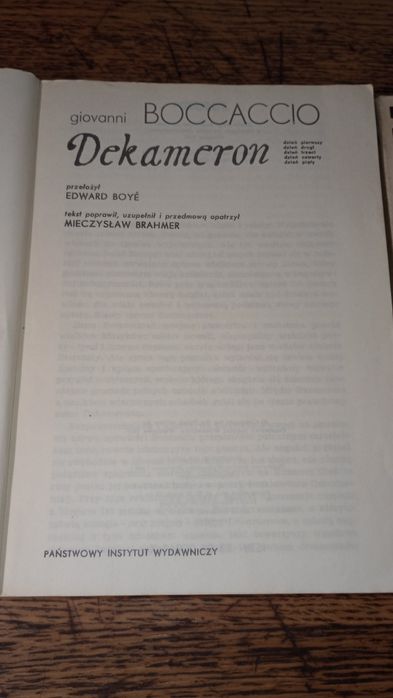 giovanni BOCCACCIO
Dekameron
dzień pierwszy
dzień drugi
dzień trzeci
dzień czwarty
dzień piąty
przełożył
EDWARD BOYÉ
tekst poprawił, uzupełnił i przedmową opatrzył
MIECZYSŁAW BRAHMER
PAŃSTWOWY INSTYTUT WYDAWNICZY